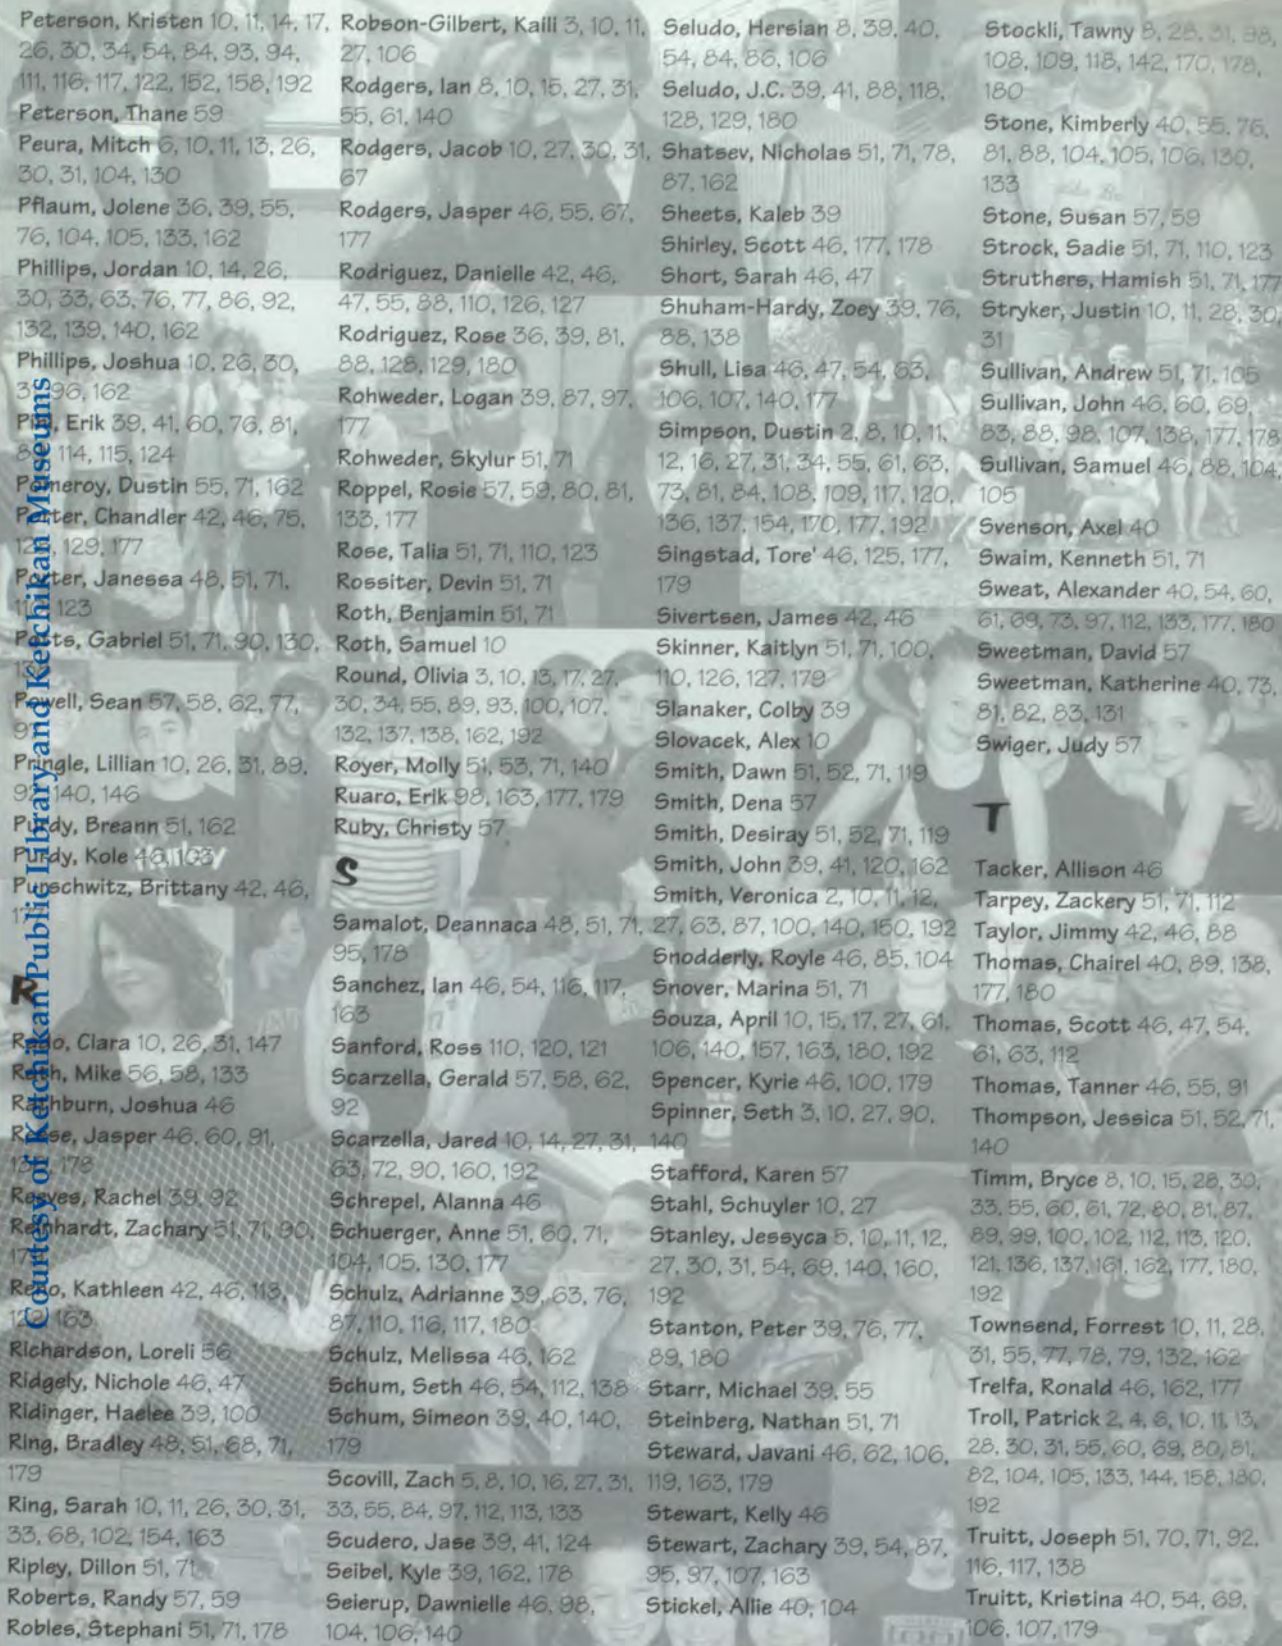 Peterson, Kristen 10, 11, 14, 17,
26, 30, 34, 54, 84, 93, 94,
111, 116, 117, 122, 152, 158, 192
Peterson, Thane 59
Peura, Mitch 6, 10, 11, 13, 26,
30, 31, 104, 130
Pflaum, Jolene 36, 39, 55,
76, 104, 105, 133, 162
Phillips, Jordan 10, 14, 26,
30, 33, 63, 76, 77, 86, 92,
132, 139, 140, 162
Phillips, Joshua 10, 26, 30,
96, 162
Erik 39, 41, 60, 76, 81,
114, 115, 124
Pomeroy, Dustin 55, 71, 162
Porter, Chandler 42, 46, 75,
129, 177
Porter, Janessa 48, 51, 71,
123
Potts, Gabriel 51, 71, 90, 130,
Powell, Sean 57, 58, 62, 77,
Pringle, Lillian 10, 26, 31, 89,
140, 146
Purdy, Breann 51, 162
Purdy, Kole 46, 163
Purschwitz, Brittany 42, 46,
R
Clara 10, 26, 31, 147
Mike 56, 58, 133
Rathburn, Joshua 46
Jasper 46, 60, 91,
178
Reeves, Rachel 39, 92
Reinhardt, Zachary 51, 71, 90,
Kathleen 42, 46, 113,
163
Richardson, Loreli 56
Ridgely, Nichole 46, 47
Ridinger, Haelee 39, 100
Ring, Bradley 48, 51, 68, 71,
179
Ring, Sarah 10, 11, 26, 30, 31,
33, 68, 102, 154, 163
Ripley, Dillon 51, 71
Roberts, Randy 57, 59
Robles, Stephani 51, 71, 178
Robson-Gilbert, Kaili 3, 10, 11,
27, 106
Rodgers, Ian 8, 10, 15, 27, 31,
55, 61, 140
Rodgers, Jacob 10, 27, 30, 31,
67
Rodgers, Jasper 46, 55, 67,
177
Rodriguez, Danielle 42, 46,
47, 55, 88, 110, 126, 127
Rodriguez, Rose 36, 39, 81,
88, 128, 129, 180
Rohweder, Logan 39, 87, 97,
177
Rohweder, Skylur 51, 71
Roppel, Rosie 57, 59, 80, 81,
133, 177
Rose, Talia 51, 71, 110, 123
Rossiter, Devin 51, 71
Roth, Benjamin 51, 71
Roth, Samuel 10
Round, Olivia 3, 10, 13, 17, 27,
30, 34, 55, 89, 93, 100, 107,
132, 137, 138, 162, 192
Royer, Molly 51, 53, 71, 140
Ruaro, Erik 98, 163, 177, 179
Ruby, Christy 57
S
Samalot, Deannaca 48, 51, 71,
95, 178
Sanchez, Ian 46, 54, 116, 117,
163
Sanford, Ross 110, 120, 121
Scarzella, Gerald 57, 58, 62,
92
Scarzella, Jared 10, 14, 27, 31,
63, 72, 90, 160, 192
Schrepel, Alanna 46
Schuerger, Anne 51, 60, 71,
104, 105, 130, 177
Schulz, Adrianne 39, 63, 76,
87, 110, 116, 117, 180
Schulz, Melissa 46, 162
Schum, Seth 46, 54, 112, 138
Schum, Simeon 39, 40, 140,
179
Scovill, Zach 5, 8, 10, 16, 27, 31,
33, 55, 84, 97, 112, 113, 133
Scudero, Jase 39, 41, 124
Seibel, Kyle 39, 162, 178
Seierup, Dawnielle 46, 98,
104, 106, 140
Seludo, Hersian 8, 39, 40,
54, 84, 86, 106
Seludo, J.C. 39, 41, 88, 118,
128, 129, 180
Shatsev, Nicholas 51, 71, 78,
87, 162
Sheets, Kaleb 39
Shirley, Scott 46, 177, 178
Short, Sarah 46, 47
Shuham-Hardy, Zoey 39, 76,
88, 138
Shull, Lisa 46, 47, 54, 63,
106, 107, 140, 177
Simpson, Dustin 2, 8, 10, 11,
12, 16, 27, 31, 34, 55, 61, 63,
73, 81, 84, 108, 109, 117, 120,
136, 137, 154, 170, 177, 192
Singstad, Tore' 46, 125, 177,
179
Sivertsen, James 42, 46
Skinner, Kaitlyn 51, 71, 100,
110, 126, 127, 179
Slanaker, Colby 39
Slovacek, Alex 10
Smith, Dawn 51, 52, 71, 119
Smith, Dena 57
Smith, Desiray 51, 52, 71, 119
Smith, John 39, 41, 120, 162
Smith, Veronica 2, 10, 11, 12,
27, 63, 87, 100, 140, 150, 192
Snodderly, Royle 46, 85, 104
Snover, Marina 51, 71
Souza, April 10, 15, 17, 27, 61,
106, 140, 157, 163, 180, 192
Spencer, Kyrie 46, 100, 179
Spinner, Seth 3, 10, 27, 90,
140
Stafford, Karen 57
Stahl, Schuyler 10, 27
Stanley, Jessyca 5, 10, 11, 12,
27, 30, 31, 54, 69, 140, 160,
192
Stanton, Peter 39, 76, 77,
89, 180
Starr, Michael 39, 55
Steinberg, Nathan 51, 71
Steward, Javani 46, 62, 106,
119, 163, 179
Stewart, Kelly 46
Stewart, Zachary 39, 54, 87,
95, 97, 107, 163
Stickel, Allie 40, 104
Stockli, Tawny 8, 28, 31, 98,
108, 109, 118, 142, 170, 178,
180
Stone, Kimberly 40, 55, 76,
81, 88, 104, 105, 106, 130,
133
Stone, Susan 57, 59
Strock, Sadie 51, 71, 110, 123
Struthers, Hamish 51, 71, 177
Stryker, Justin 10, 11, 28, 30,
31
Sullivan, Andrew 51, 71, 105
Sullivan, John 46, 60, 69,
83, 88, 98, 107, 138, 177, 178
Sullivan, Samuel 46, 88, 104,
105
Svenson, Axel 40
Swaim, Kenneth 51, 71
Sweat, Alexander 40, 54, 60,
61, 69, 73, 97, 112, 133, 177, 180
Sweetman, David 57
Sweetman, Katherine 40, 73,
81, 82, 83, 131
Swiger, Judy 57
T
Tacker, Allison 46
Tarpey, Zackery 51, 71, 112
Taylor, Jimmy 42, 46, 88
Thomas, Chairel 40, 89, 138,
177, 180
Thomas, Scott 46, 47, 54,
61, 63, 112
Thomas, Tanner 46, 55, 91
Thompson, Jessica 51, 52, 71,
140
Timm, Bryce 8, 10, 15, 28, 30,
33, 55, 60, 61, 72, 80, 81, 87,
89, 99, 100, 102, 112, 113, 120,
121, 136, 137, 161, 162, 177, 180,
192
Townsend, Forrest 10, 11, 28,
31, 55, 77, 78, 79, 132, 162
Trelfa, Ronald 46, 162, 177
Troll, Patrick 2, 4, 6, 10, 11, 13,
28, 30, 31, 55, 60, 69, 80, 81,
82, 104, 105, 133, 144, 158, 180,
192
Truitt, Joseph 51, 70, 71, 92,
116, 117, 138
Truitt, Kristina 40, 54, 69,
106, 107, 179
Courtesy of Ketchikan Public Library and Ketchikan Museums